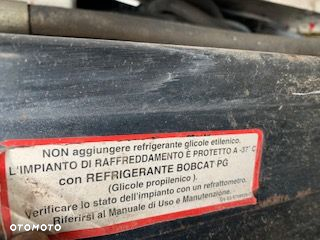 NON aggiungere refrigerante glicole etilenico.
L'IMPIANTO DI RAFFREDDAMENTO È PROTETTO A -37° C
con REFRIGERANTE BOBCAT PG
(Glicole propilenico ).
Verificare lo stato dell'impianto con un refrattometro.
Riferirsi al Manuale di Uso e Manutenzione.
OTOMOTO